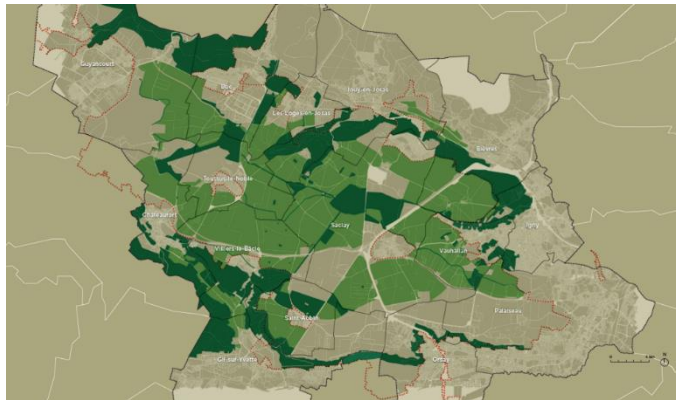 Guyancourt
Buc
Jouy-en-Josas
Les Loges-en-Josas
Bièvres
Toussus-le-Noble
Châteaufort
Saclay
Igny
Villiers-le-Bâcle
Vauhallan
Palaiseau
Saint-Aubin
Gif-sur-Yvette
Orsay
N